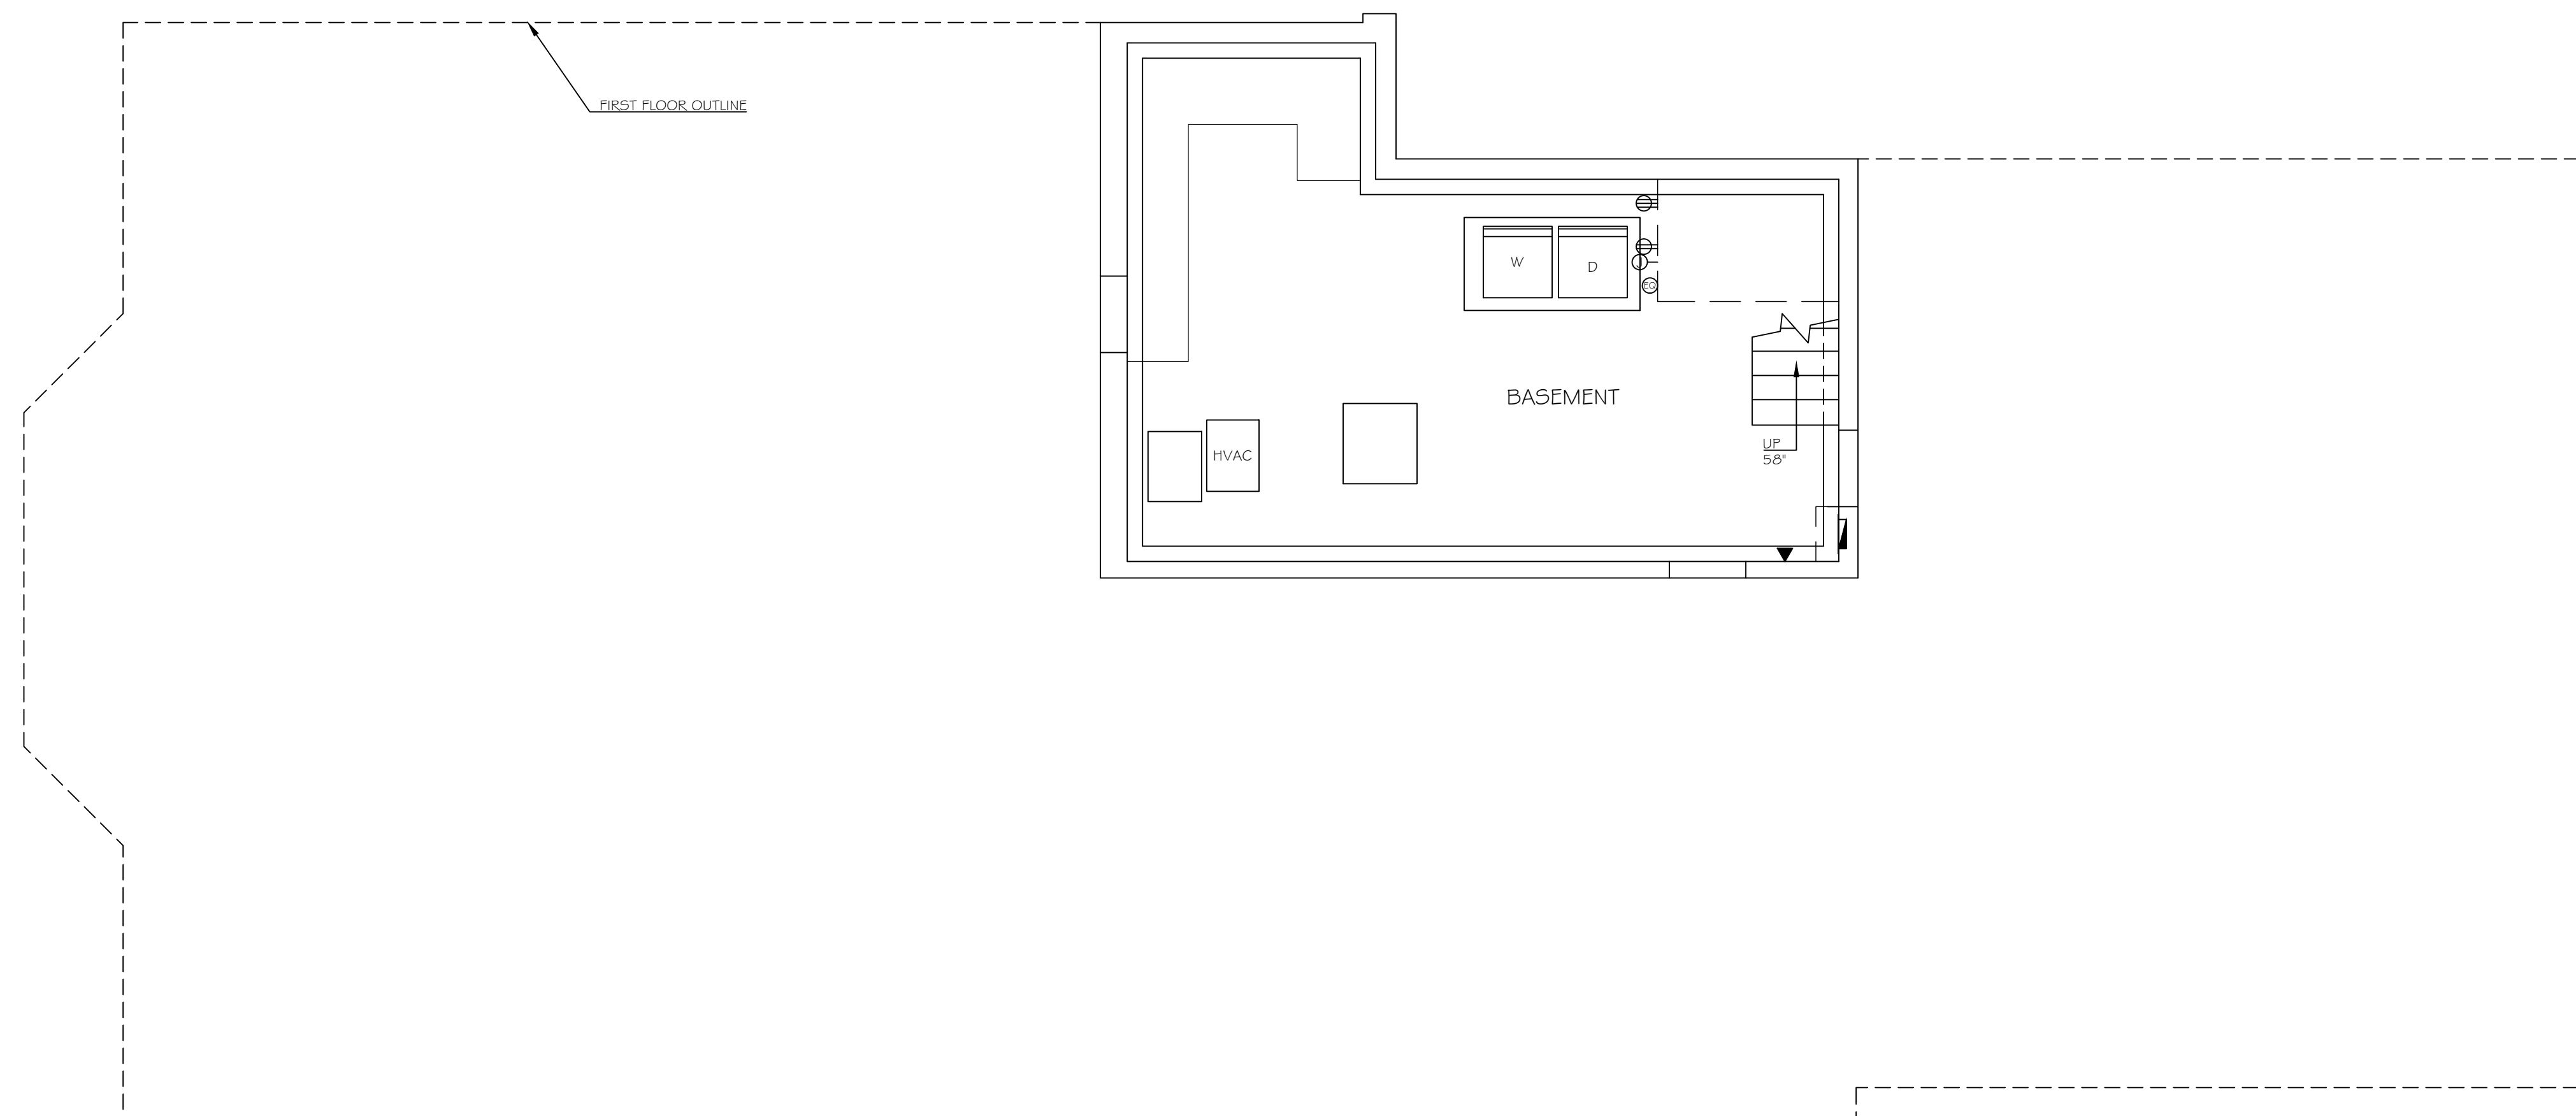 FIRST FLOOR OUTLINE
W
D
J
EQ
BASEMENT
UP
58"
HVAC